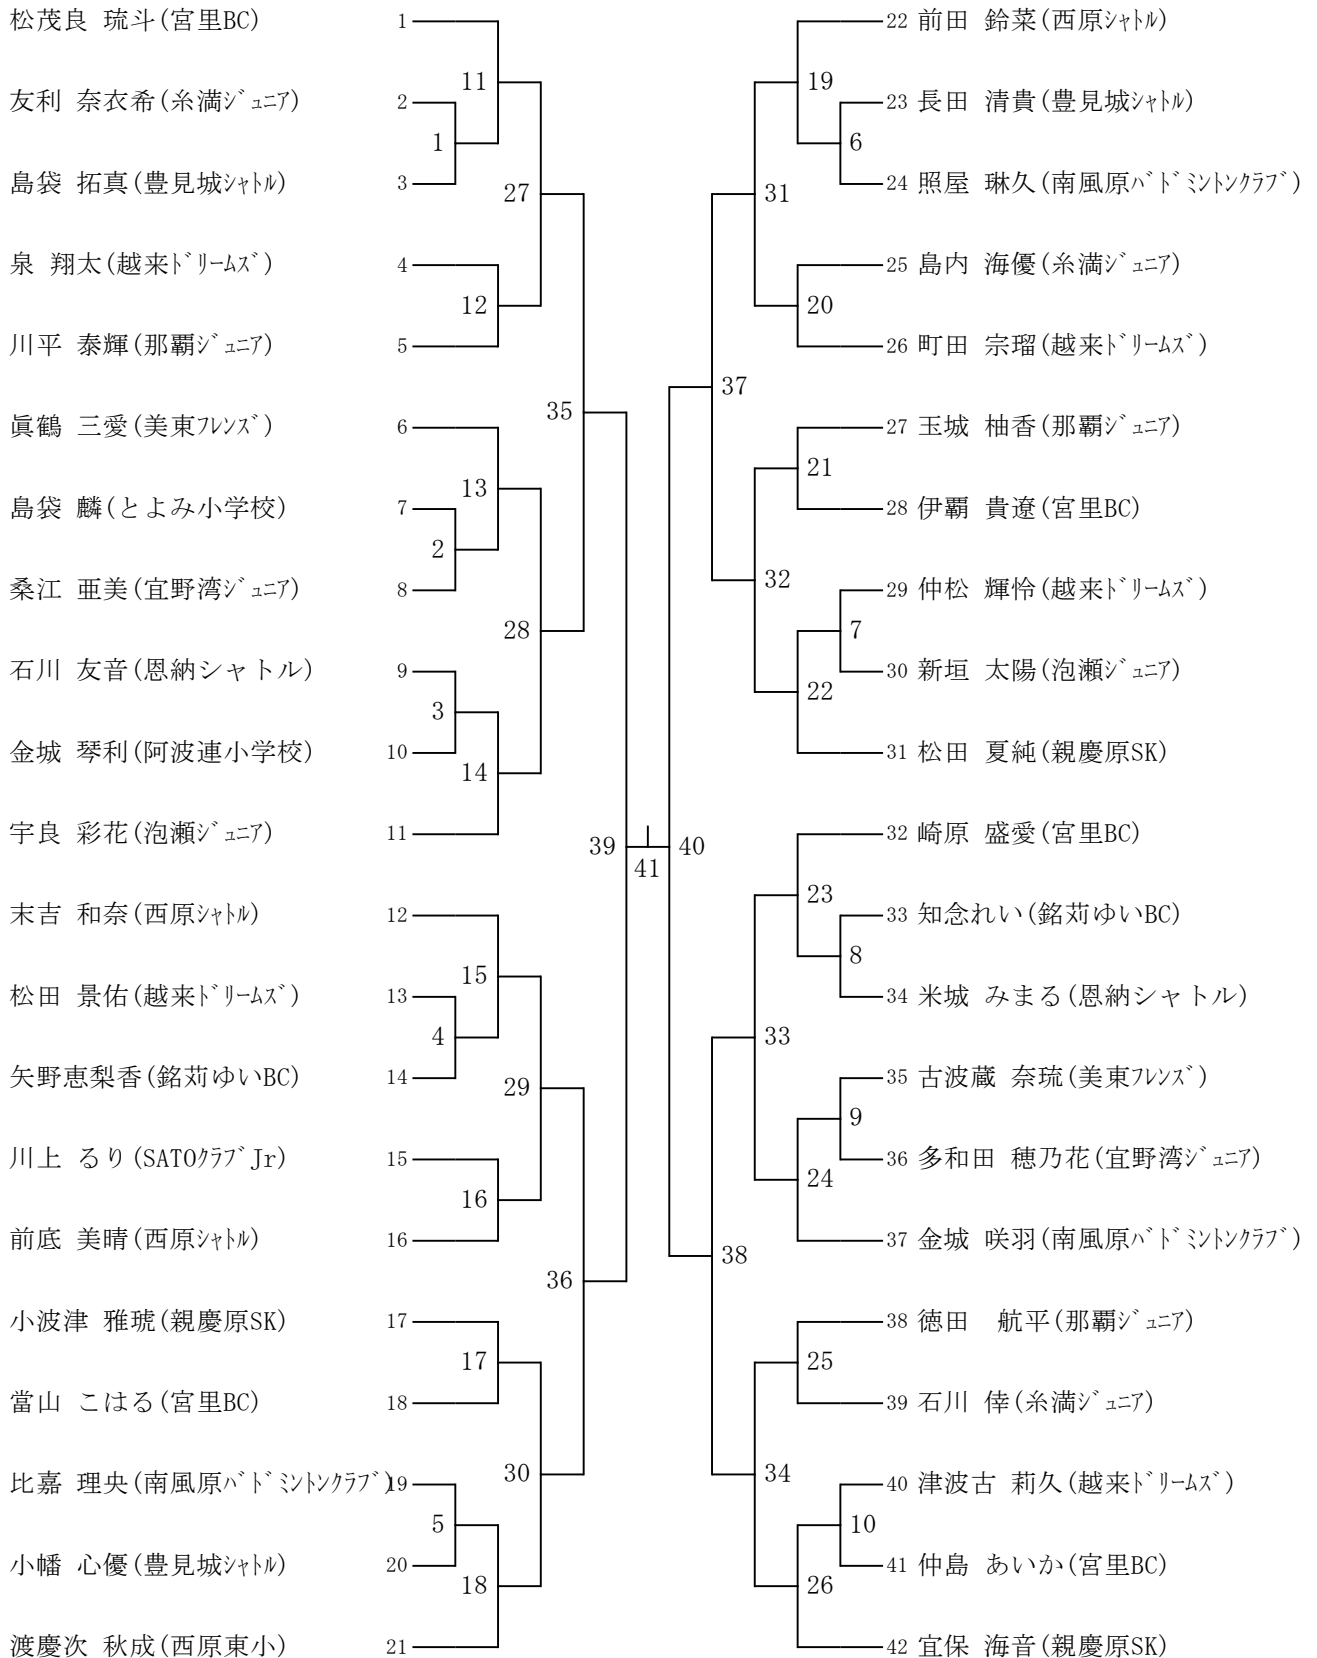 松茂良 琉斗(宮里BC) 1
11
友利 奈衣希(糸満ｼﾞｭﾆｱ) 2
1
島袋 拓真(豊見城ｼｬﾄﾙ) 3
27
泉 翔太(越来ﾄﾞﾘｰﾑｽﾞ) 4
12
川平 泰輝(那覇ｼﾞｭﾆｱ) 5
35
眞鶴 三愛(美東ﾌﾚﾝｽﾞ) 6
13
島袋 麟(とよみ小学校) 7
2
桑江 亜美(宜野湾ｼﾞｭﾆｱ) 8
28
石川 友音(恩納シャトル) 9
3
金城 琴利(阿波連小学校) 10
14
宇良 彩花(泡瀬ｼﾞｭﾆｱ) 11
39
41
40
末吉 和奈(西原ｼｬﾄﾙ) 12
15
松田 景佑(越来ﾄﾞﾘｰﾑｽﾞ) 13
4
矢野恵梨香(銘苅ゆいBC) 14
29
川上 るり(SATOｸﾗﾌﾞJr) 15
16
前底 美晴(西原ｼｬﾄﾙ) 16
36
小波津 雅琥(親慶原SK) 17
17
當山 こはる(宮里BC) 18
30
比嘉 理央(南風原ﾊﾞﾄﾞﾐﾝﾄﾝｸﾗﾌﾞ) 19
5
小幡 心優(豊見城ｼｬﾄﾙ) 20
18
渡慶次 秋成(西原東小) 21
22 前田 鈴菜(西原ｼｬﾄﾙ)
19
23 長田 清貴(豊見城ｼｬﾄﾙ)
6
24 照屋 琳久(南風原ﾊﾞﾄﾞﾐﾝﾄﾝｸﾗﾌﾞ)
31
25 島内 海優(糸満ｼﾞｭﾆｱ)
20
26 町田 宗瑠(越来ﾄﾞﾘｰﾑｽﾞ)
37
27 玉城 柚香(那覇ｼﾞｭﾆｱ)
21
28 伊覇 貴遼(宮里BC)
32
29 仲松 輝怜(越来ﾄﾞﾘｰﾑｽﾞ)
7
30 新垣 太陽(泡瀬ｼﾞｭﾆｱ)
22
31 松田 夏純(親慶原SK)
32 崎原 盛愛(宮里BC)
23
33 知念れい(銘苅ゆいBC)
8
34 米城 みまる(恩納シャトル)
33
35 古波蔵 奈琉(美東ﾌﾚﾝｽﾞ)
9
36 多和田 穂乃花(宜野湾ｼﾞｭﾆｱ)
24
37 金城 咲羽(南風原ﾊﾞﾄﾞﾐﾝﾄﾝｸﾗﾌﾞ)
38
38 徳田　航平(那覇ｼﾞｭﾆｱ)
25
39 石川 倖(糸満ｼﾞｭﾆｱ)
34
40 津波古 莉久(越来ﾄﾞﾘｰﾑｽﾞ)
10
41 仲島 あいか(宮里BC)
26
42 宜保 海音(親慶原SK)